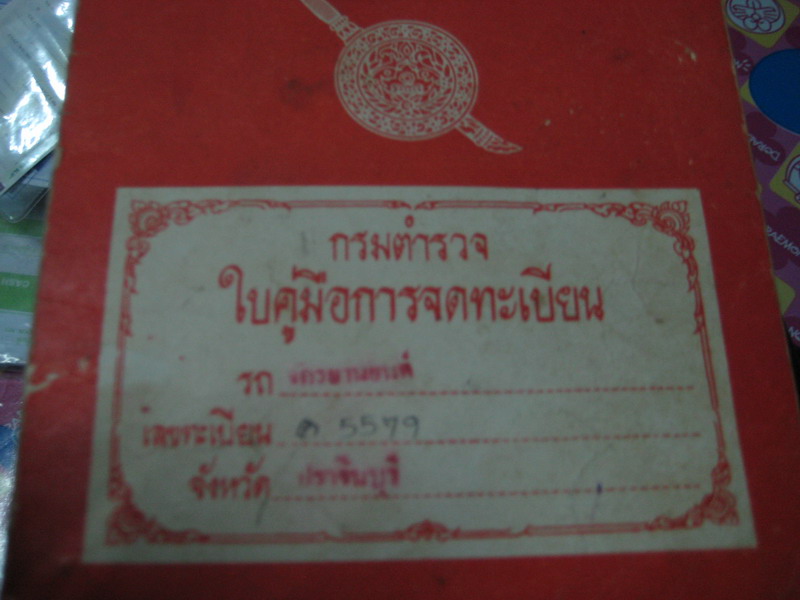 กรมตำรวจ
ใบคู่มือการจดทะเบียน
รถ จักรยานยนต์
เลขทะเบียน ค 5579
จังหวัด ปราจีนบุรี